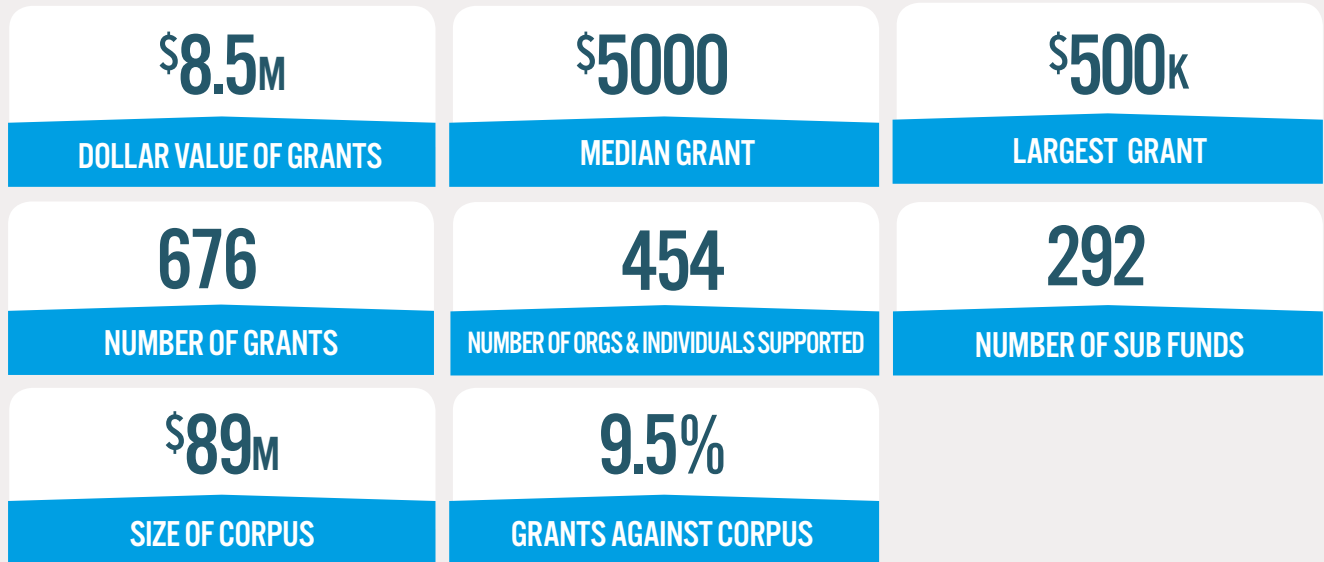 $8.5M
DOLLAR VALUE OF GRANTS
$5000
MEDIAN GRANT
$500K
LARGEST GRANT
676
NUMBER OF GRANTS
454
NUMBER OF ORGS & INDIVIDUALS SUPPORTED
292
NUMBER OF SUB FUNDS
$89M
SIZE OF CORPUS
9.5%
GRANTS AGAINST CORPUS